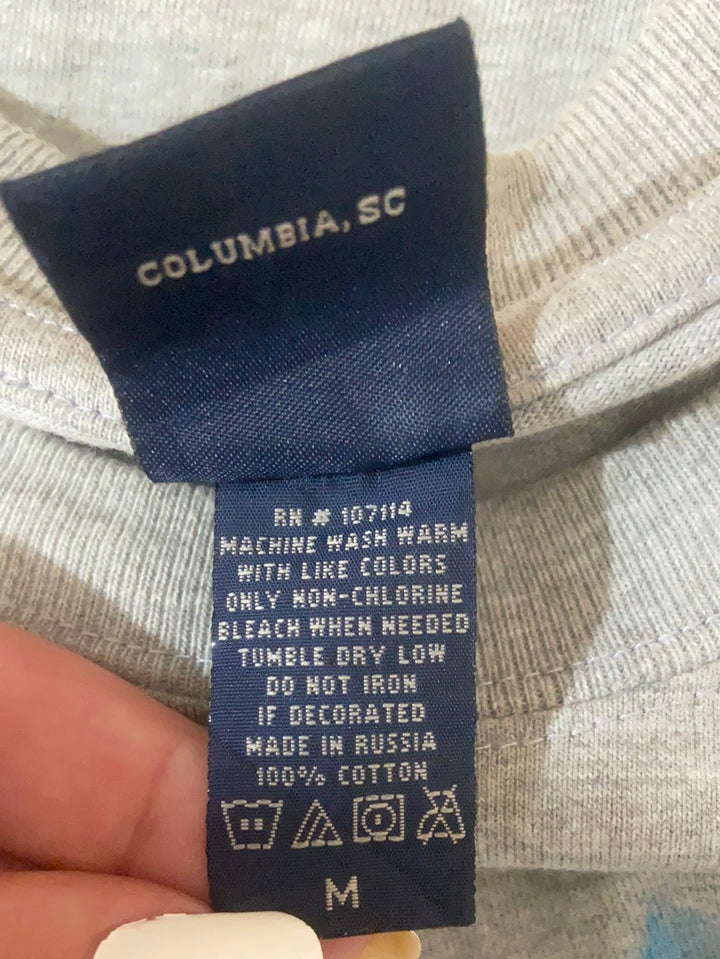 COLUMBIA, SC
RN # 107114
MACHINE WASH WARM
WITH LIKE COLORS
ONLY NON-CHLORINE
BLEACH WHEN NEEDED
TUMBLE DRY LOW
DO NOT IRON
IF DECORATED
MADE IN RUSSIA
100% COTTON
M